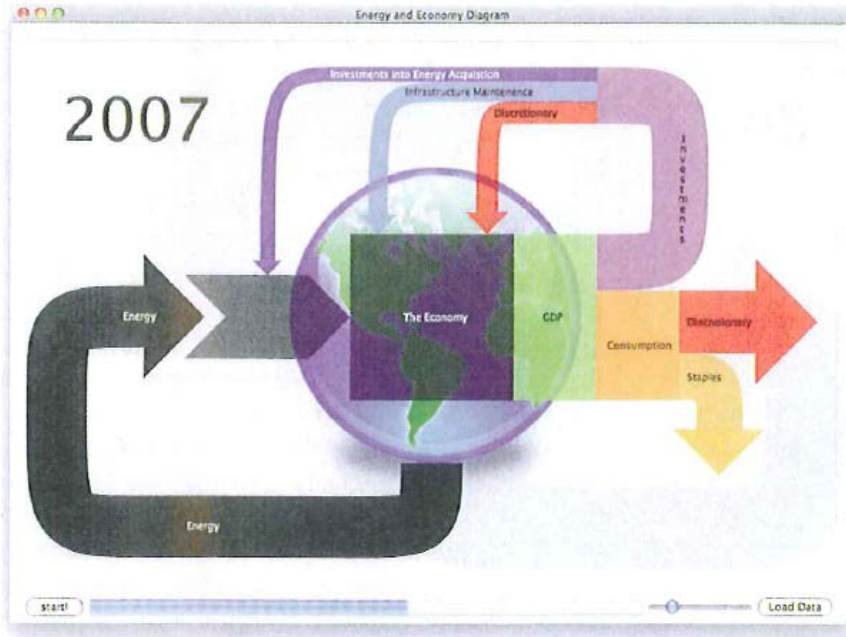 Energy and Economy Diagram
2007
Investments into Energy Acquistion
Infrastructure Maintenence
Discretionary
Investments
Energy
The Economy
GDP
Consumption
Discretionary
Staples
Energy
start!
Load Data